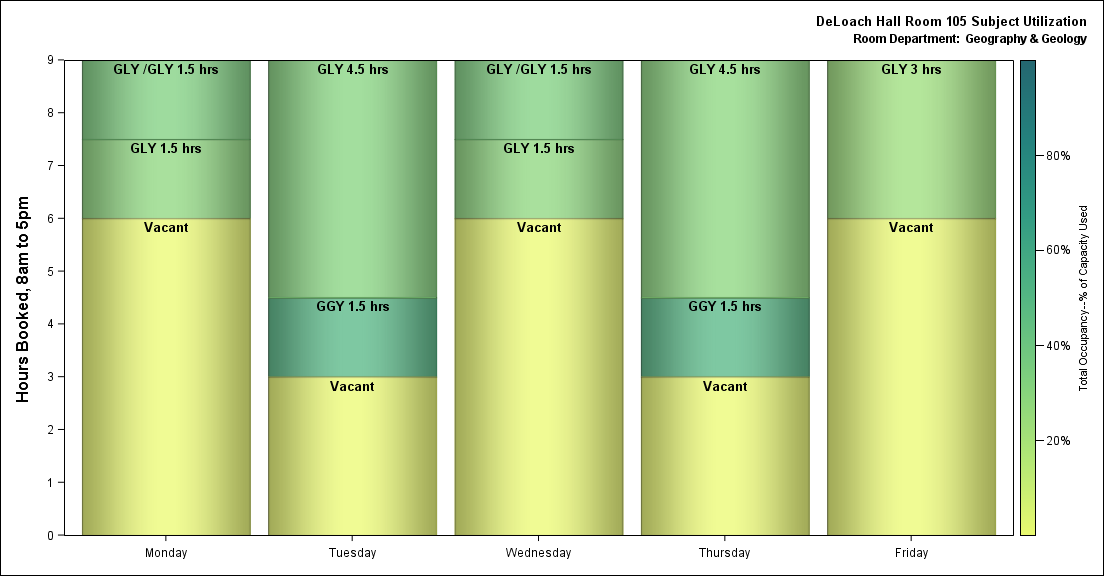 DeLoach Hall Room 105 Subject Utilization
Room Department: Geography & Geology
Hours Booked, 8am to 5pm
9
8
7
6
5
4
3
2
1
0
GLY /GLY 1.5 hrs
GLY 1.5 hrs
Vacant
GLY 4.5 hrs
GGY 1.5 hrs
Vacant
GLY /GLY 1.5 hrs
GLY 1.5 hrs
Vacant
GLY 4.5 hrs
GGY 1.5 hrs
Vacant
GLY 3 hrs
Vacant
Monday
Tuesday
Wednesday
Thursday
Friday
80%
60%
40%
20%
Total Occupancy--% of Capacity Used